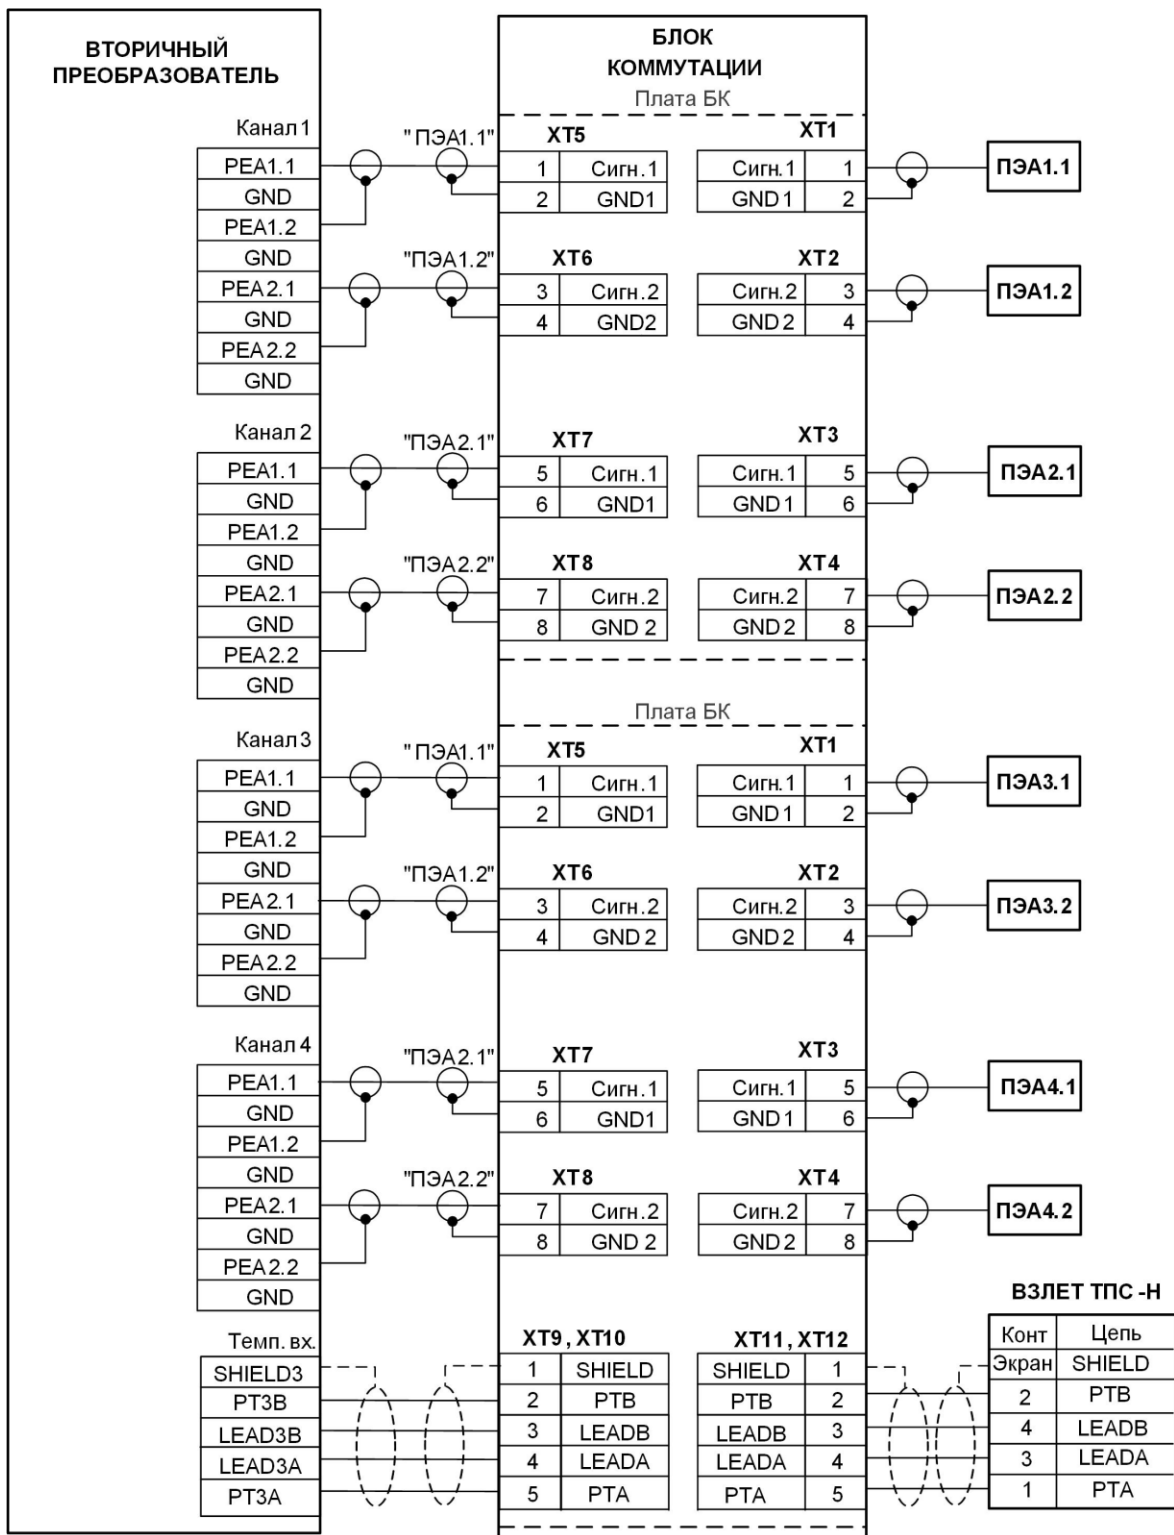 ВТОРИЧНЫЙ
ПРЕОБРАЗОВАТЕЛЬ
БЛОК
КОММУТАЦИИ
Плата БК
Канал 1
"ПЭА1.1"
XT5
XT1
PEA1.1
1 Сигн.1
Сигн.1 1
ПЭА1.1
GND
2 GND1
GND1 2
PEA1.2
GND
"ПЭА1.2"
XT6
XT2
PEA2.1
3 Сигн.2
Сигн.2 3
ПЭА1.2
GND
4 GND2
GND2 4
PEA2.2
GND
Канал 2
"ПЭА2.1"
XT7
XT3
PEA1.1
5 Сигн.1
Сигн.1 5
ПЭА2.1
GND
6 GND1
GND1 6
PEA1.2
GND
"ПЭА2.2"
XT8
XT4
PEA2.1
7 Сигн.2
Сигн.2 7
ПЭА2.2
GND
8 GND 2
GND2 8
PEA2.2
GND
Плата БК
Канал 3
"ПЭА1.1"
XT5
XT1
PEA1.1
1 Сигн.1
Сигн.1 1
ПЭА3.1
GND
2 GND1
GND1 2
PEA1.2
GND
"ПЭА1.2"
XT6
XT2
PEA2.1
3 Сигн.2
Сигн.2 3
ПЭА3.2
GND
4 GND 2
GND2 4
PEA2.2
GND
Канал 4
"ПЭА2.1"
XT7
XT3
PEA1.1
5 Сигн.1
Сигн.1 5
ПЭА4.1
GND
6 GND1
GND1 6
PEA1.2
GND
"ПЭА2.2"
XT8
XT4
PEA2.1
7 Сигн.2
Сигн.2 7
ПЭА4.2
GND
8 GND 2
GND2 8
PEA2.2
GND
ВЗЛЕТ ТПС -Н
Темп. вх.
XT9, XT10
XT11, XT12
Конт Цепь
SHIELD3
1 SHIELD
SHIELD 1
Экран SHIELD
PT3B
2 PTB
PTB 2
2 PTB
LEAD3B
3 LEADB
LEADB 3
4 LEADB
LEAD3A
4 LEADA
LEADA 4
3 LEADA
PT3A
5 PTA
PTA 5
1 PTA